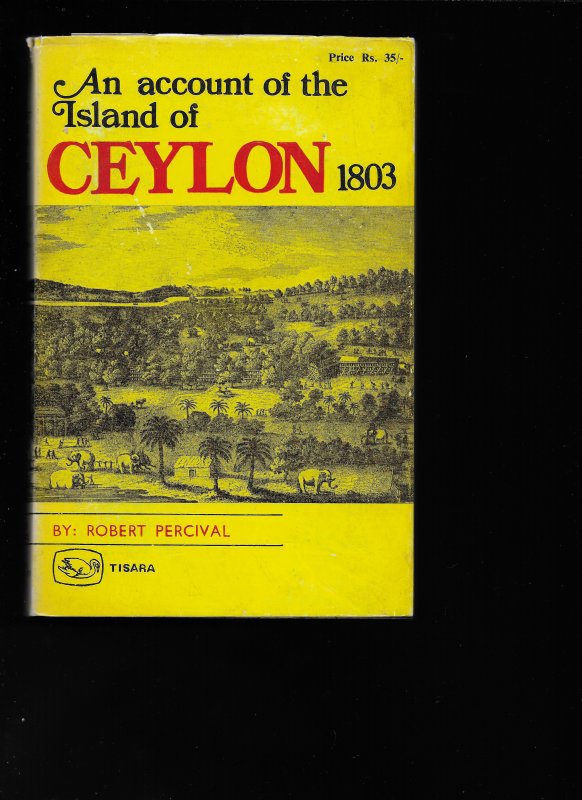 Price Rs. 35/-
An account of the
Island of
CEYLON 1803
BY: ROBERT PERCIVAL
TISARA